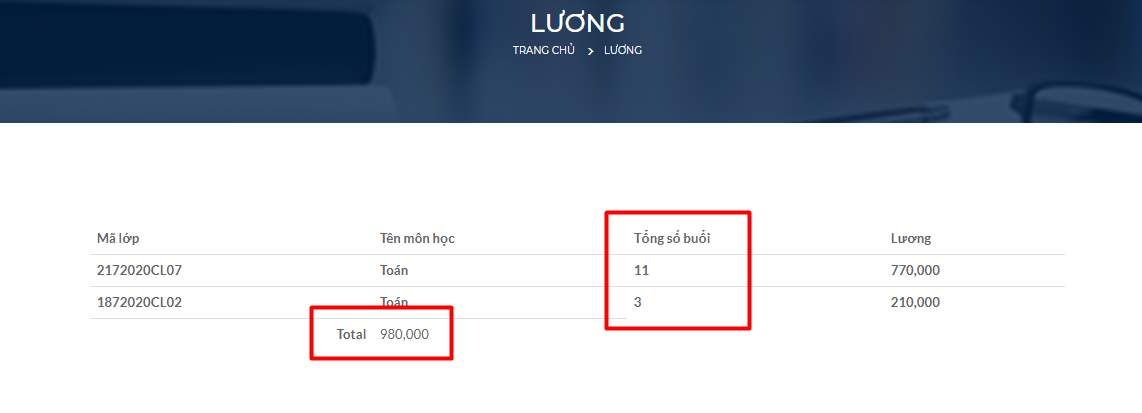 LƯƠNG
TRANG CHỦ > LƯƠNG
Mã lớp Tên môn học Tổng số buổi Lương
2172020CL07 Toán 11 770,000
1872020CL02 Toán 3 210,000
Total 980,000